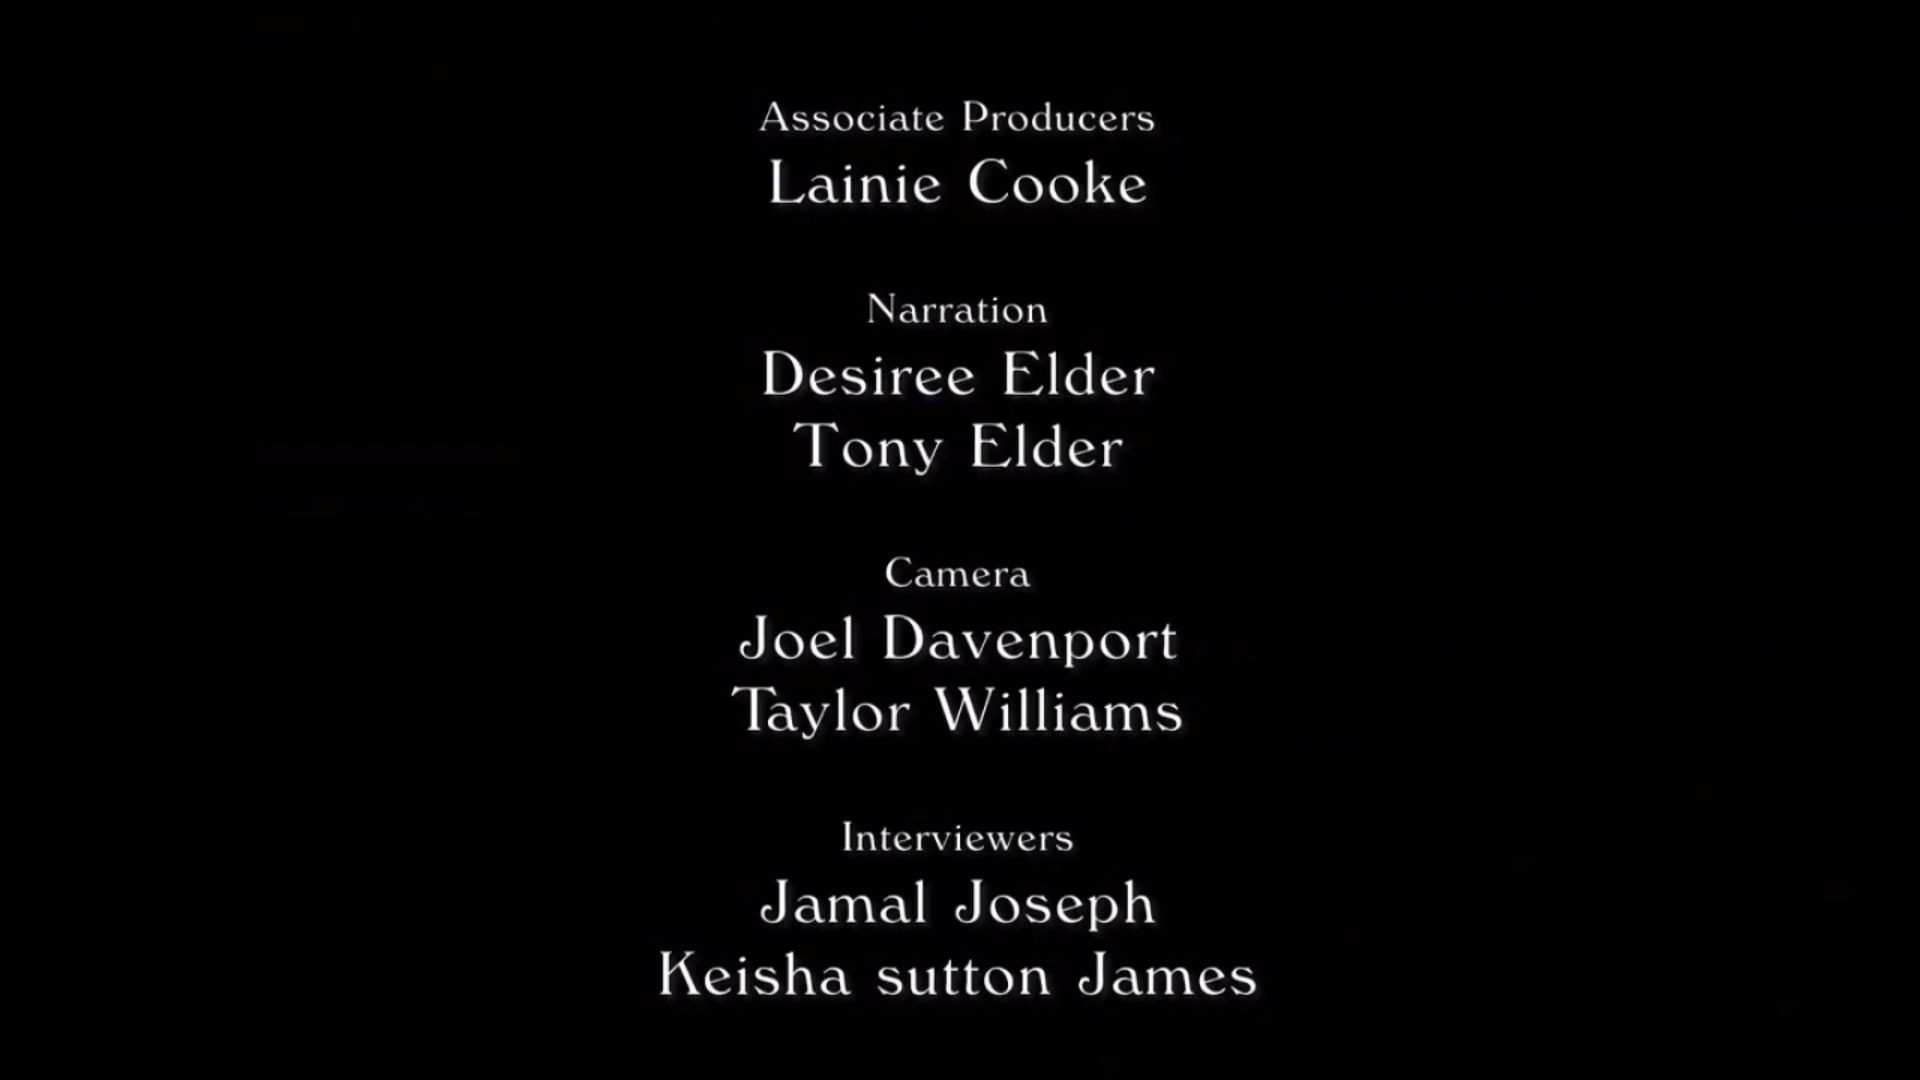 Associate Producers
Lainie Cooke
Narration
Desiree Elder
Tony Elder
Camera
Joel Davenport
Taylor Williams
Interviewers
Jamal Joseph
Keisha sutton James